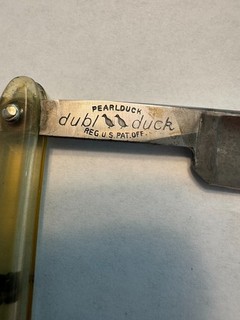 PEARLDUCK
dubl duck
REG. U.S. PAT. OFF.